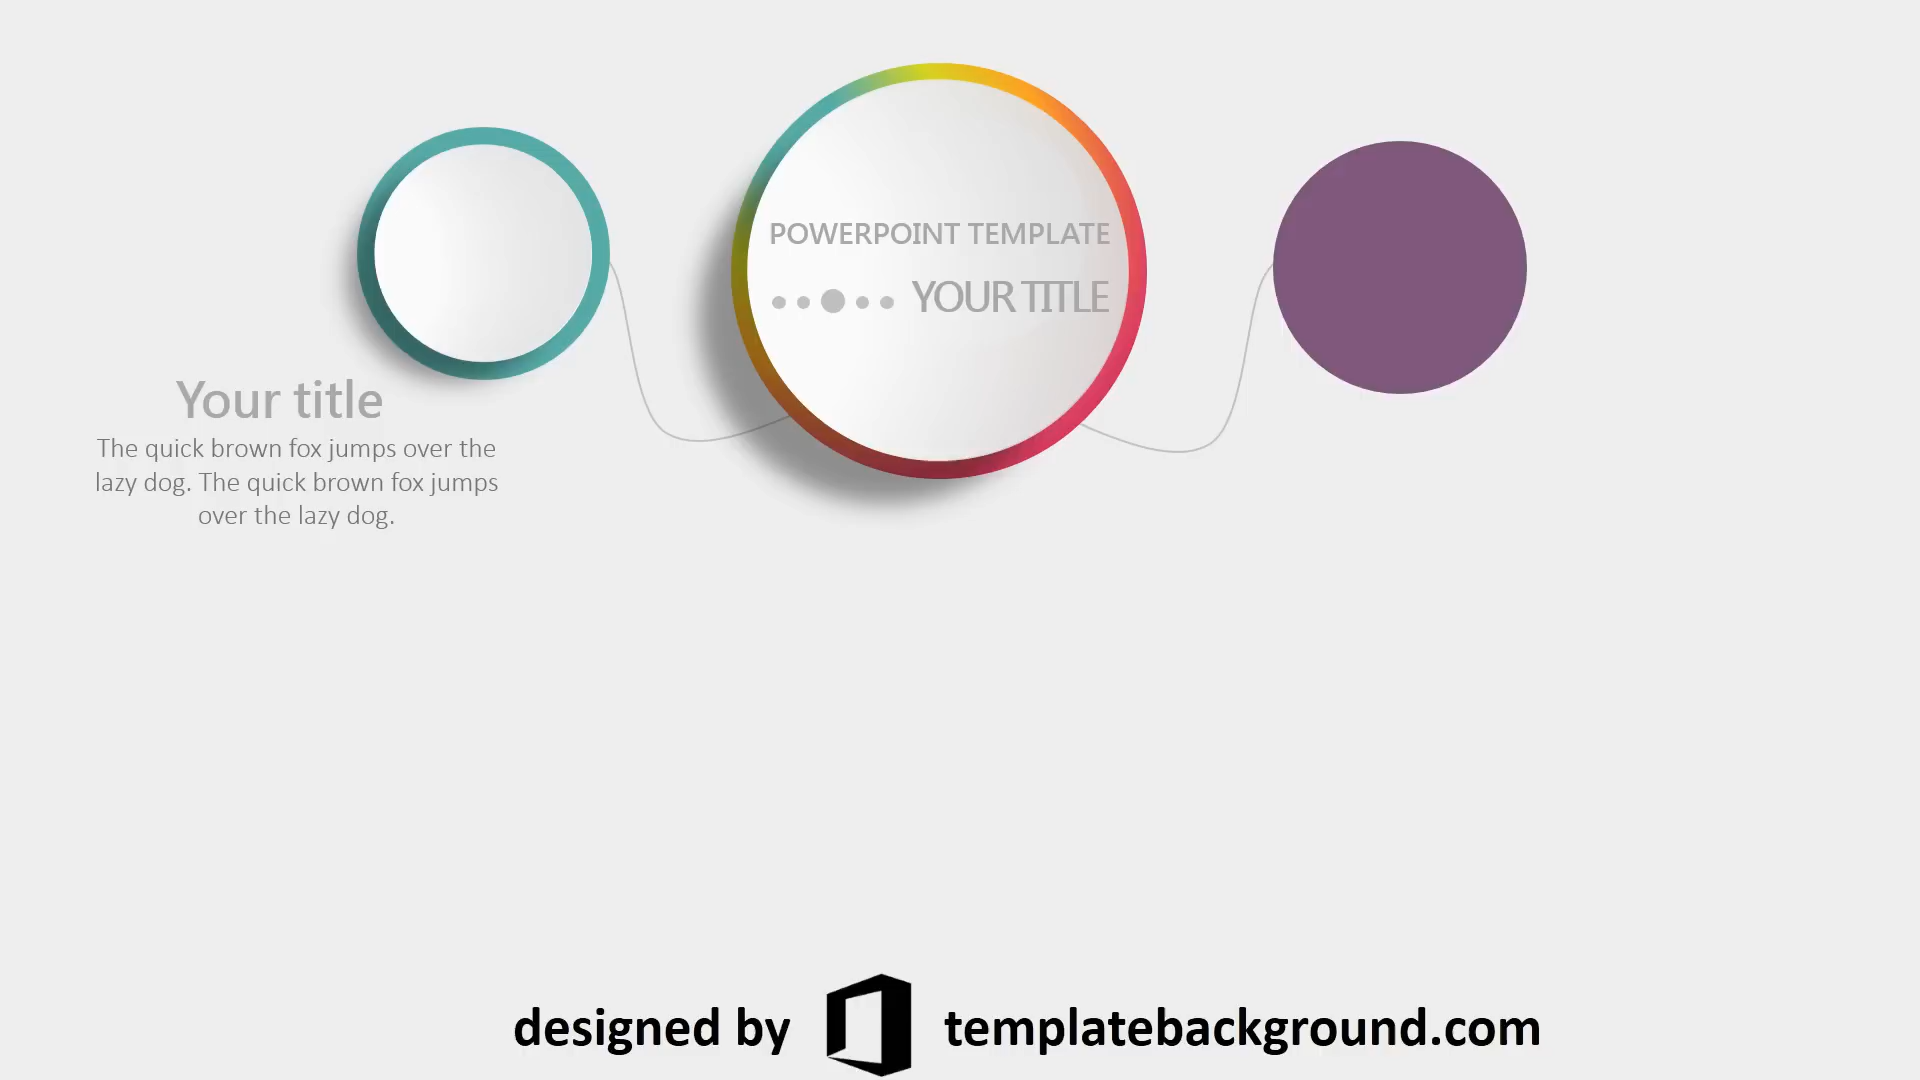 POWERPOINT TEMPLATE
YOUR TITLE
Your title
The quick brown fox jumps over the
lazy dog. The quick brown fox jumps
over the lazy dog.
designed by templatebackground.com